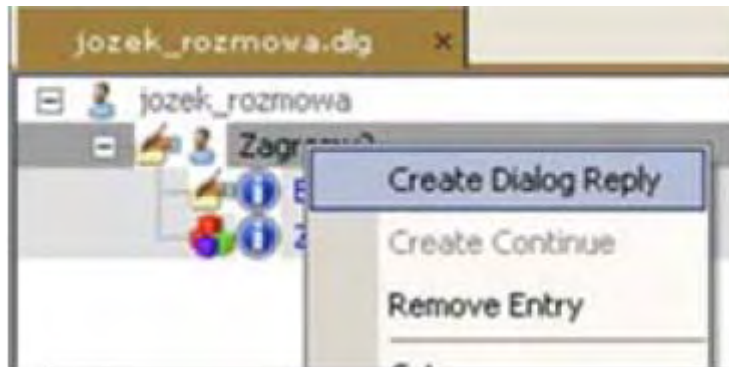 jozek_rozmowa.dlg ×
jozek_rozmowa
Create Dialog Reply
Create Continue
Remove Entry